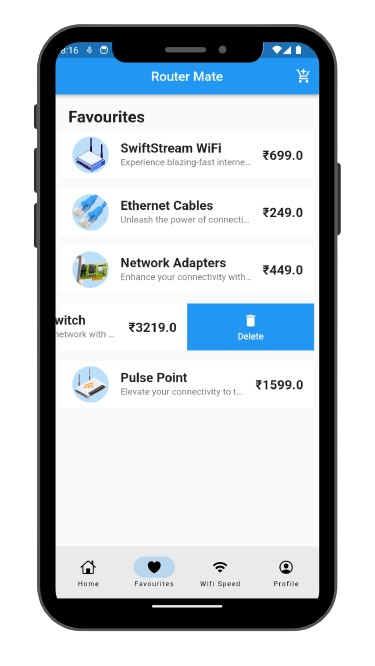 8:16
Router Mate
Favourites
SwiftStream WiFi
Experience blazing-fast interne...
₹699.0
Ethernet Cables
Unleash the power of connecti...
₹249.0
Network Adapters
Enhance your connectivity with...
₹449.0
witch
network with ...
₹3219.0
Delete
Pulse Point
Elevate your connectivity to t...
₹1599.0
Home
Favourites
Wifi Speed
Profile